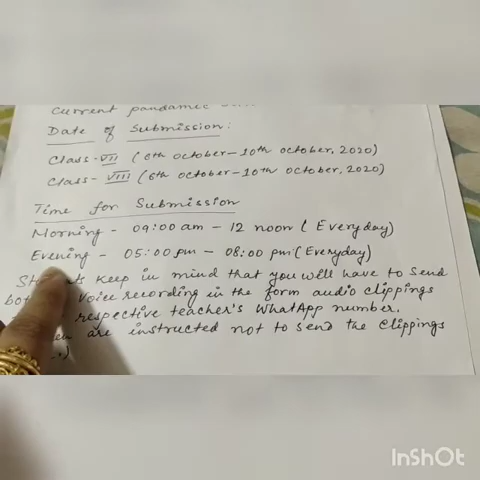 Current pandamic
Date of Submission:
Class-VII (6th October-10th October, 2020)
Class-VIII (6th October-10th October, 2020)
Time for Submission
Morning - 09:00 am - 12 noon (Everyday)
Evening - 05:00 pm - 08:00 pm (Everyday)
keep in mind that you will have to send
voice recording in the form audio clippings
respective teacher's WhatApp number.
are instructed not to send the clippings
InShOt